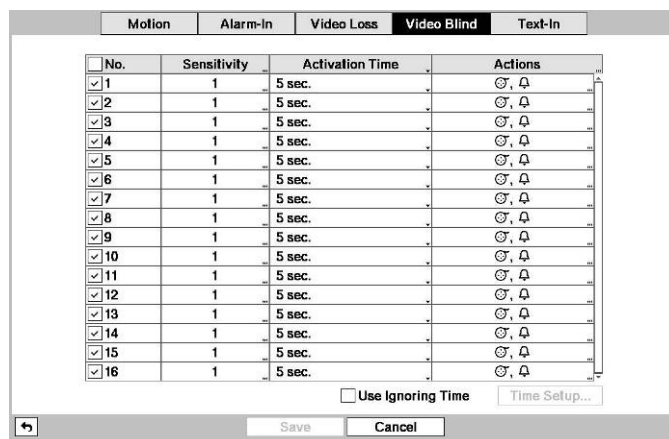 Motion Alarm-In Video Loss Video Blind Text-In
No. Sensitivity Activation Time Actions
1 1 5 sec.
2 1 5 sec.
3 1 5 sec.
4 1 5 sec.
5 1 5 sec.
6 1 5 sec.
7 1 5 sec.
8 1 5 sec.
9 1 5 sec.
10 1 5 sec.
11 1 5 sec.
12 1 5 sec.
13 1 5 sec.
14 1 5 sec.
15 1 5 sec.
16 1 5 sec.
Use Ignoring Time Time Setup...
Save Cancel